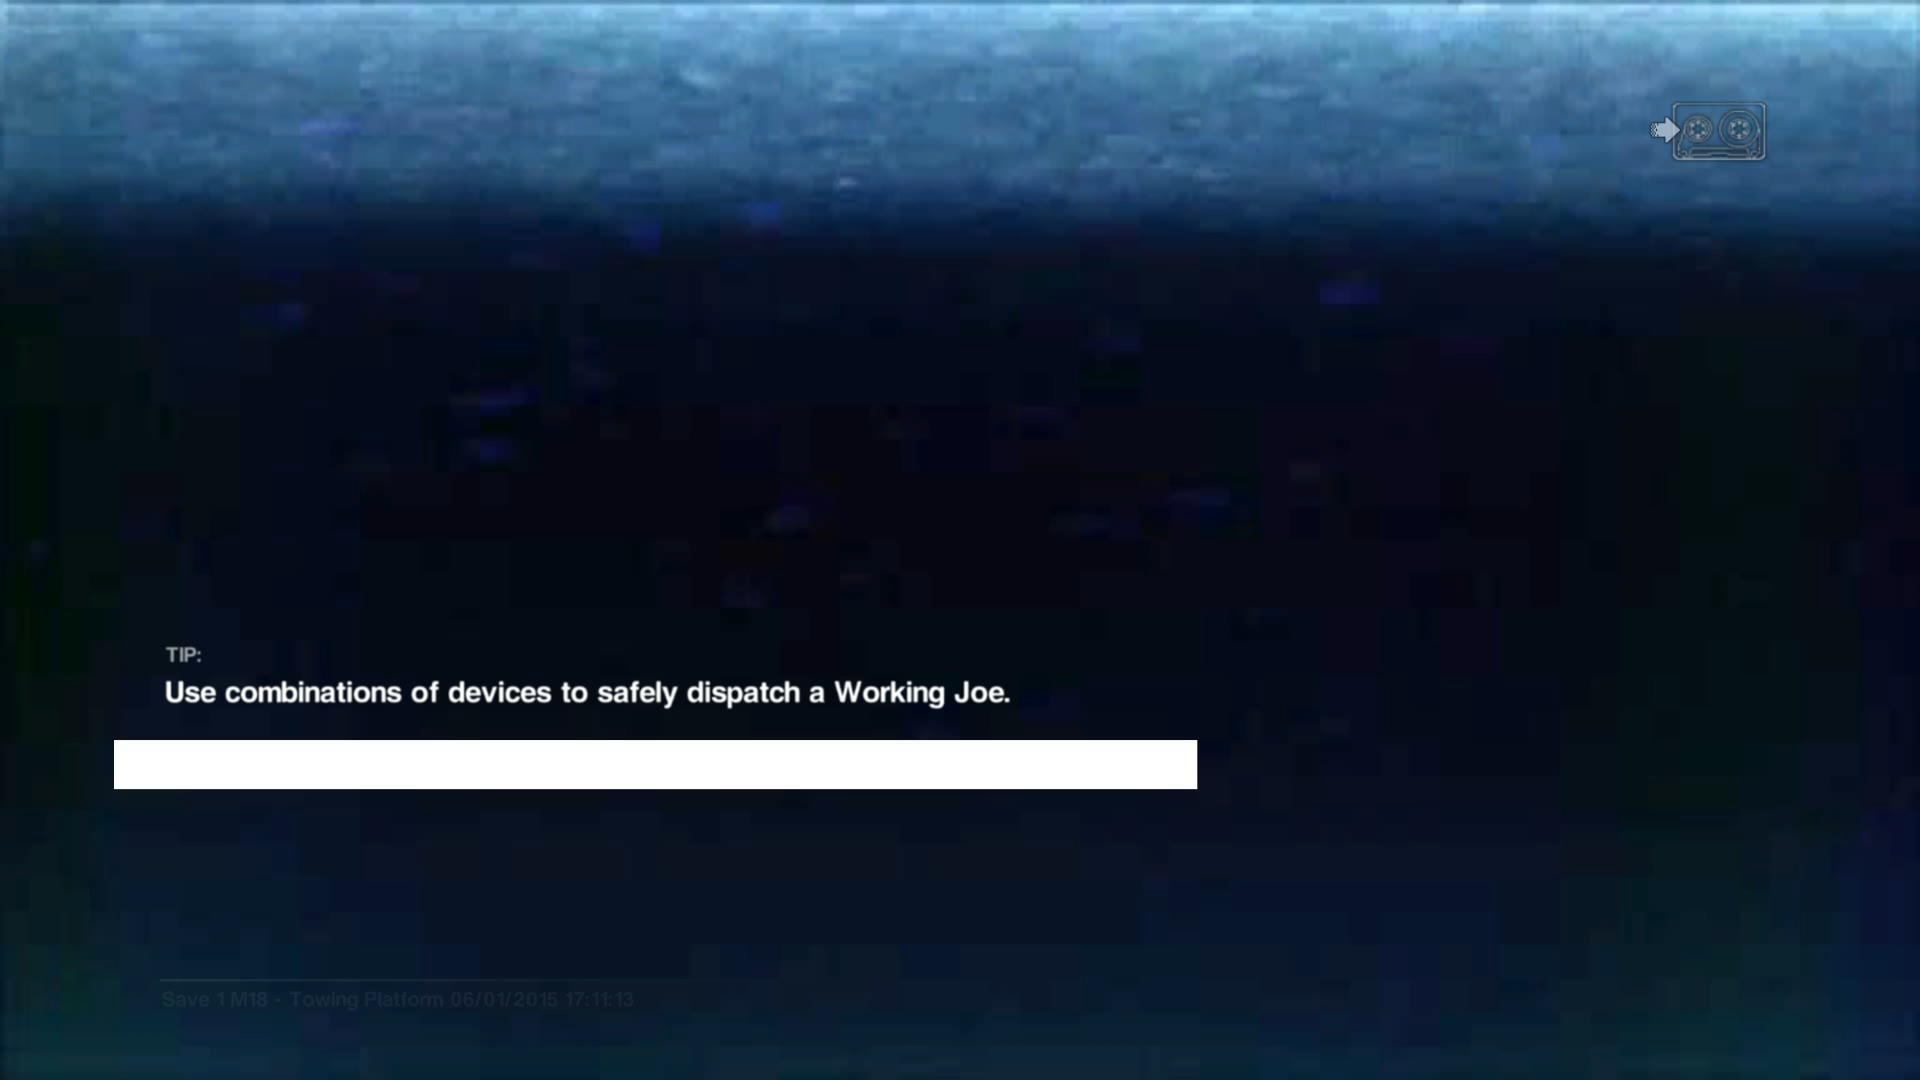 TIP:
Use combinations of devices to safely dispatch a Working Joe.
Save 1 M18 - Towing Platform 06/01/2015 17:11:13